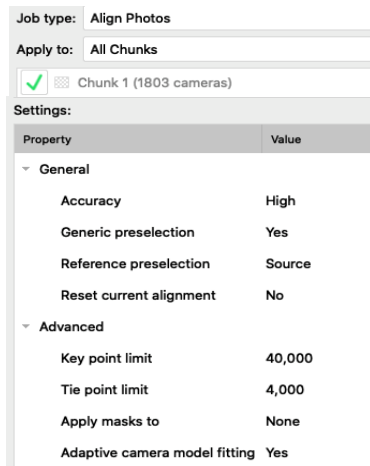 Job type: Align Photos
Apply to: All Chunks
Chunk 1 (1803 cameras)
Settings:
Property Value
General
Accuracy High
Generic preselection Yes
Reference preselection Source
Reset current alignment No
Advanced
Key point limit 40,000
Tie point limit 4,000
Apply masks to None
Adaptive camera model fitting Yes